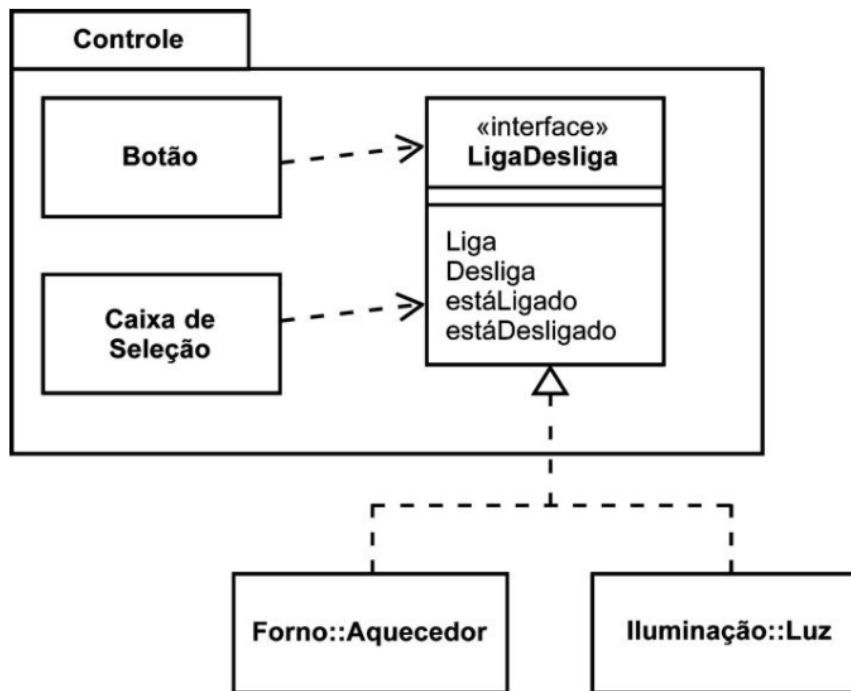 Controle
Botão
«interface»
LigaDesliga
Liga
Desliga
estáLigado
estáDesligado
Caixa de
Seleção
Forno::Aquecedor
Iluminação::Luz